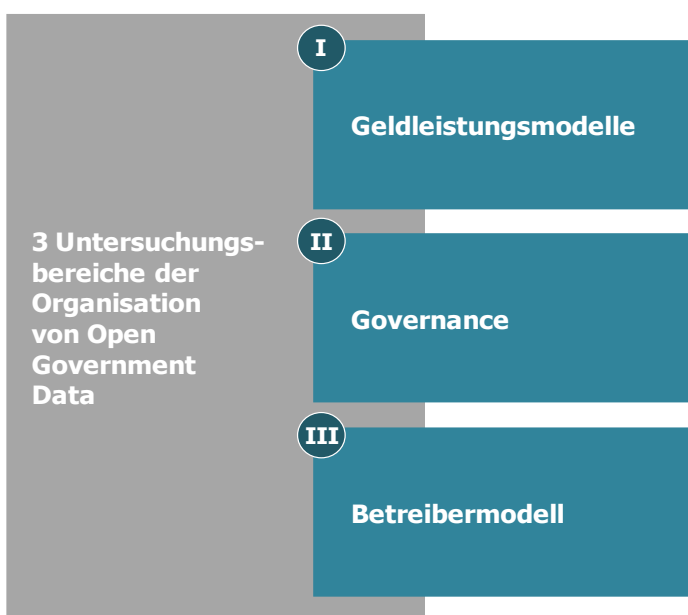 3 Untersuchungs-
bereiche der
Organisation
von Open
Government
Data
I
Geldleistungsmodelle
II
Governance
III
Betreibermodell